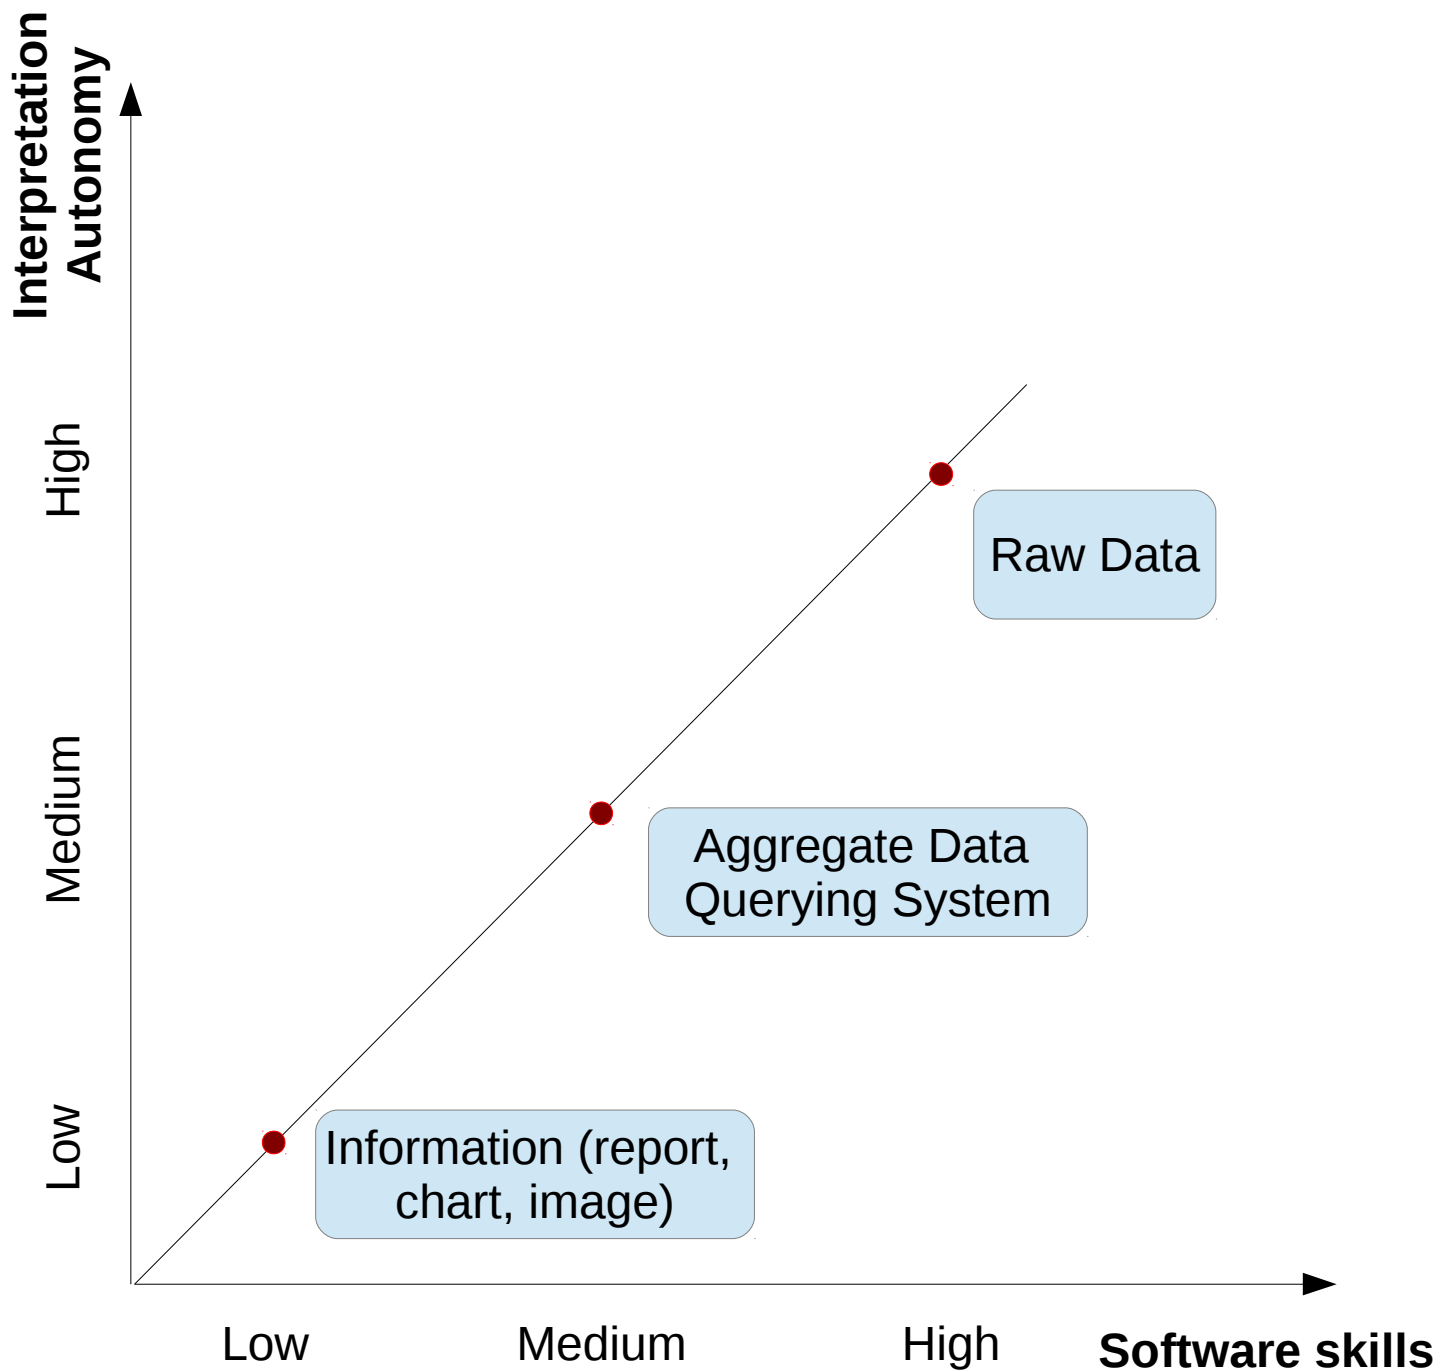 Interpretation
Autonomy
High
Raw Data
Medium
Aggregate Data
Querying System
Low
Information (report,
chart, image)
Low
Medium
High
Software skills